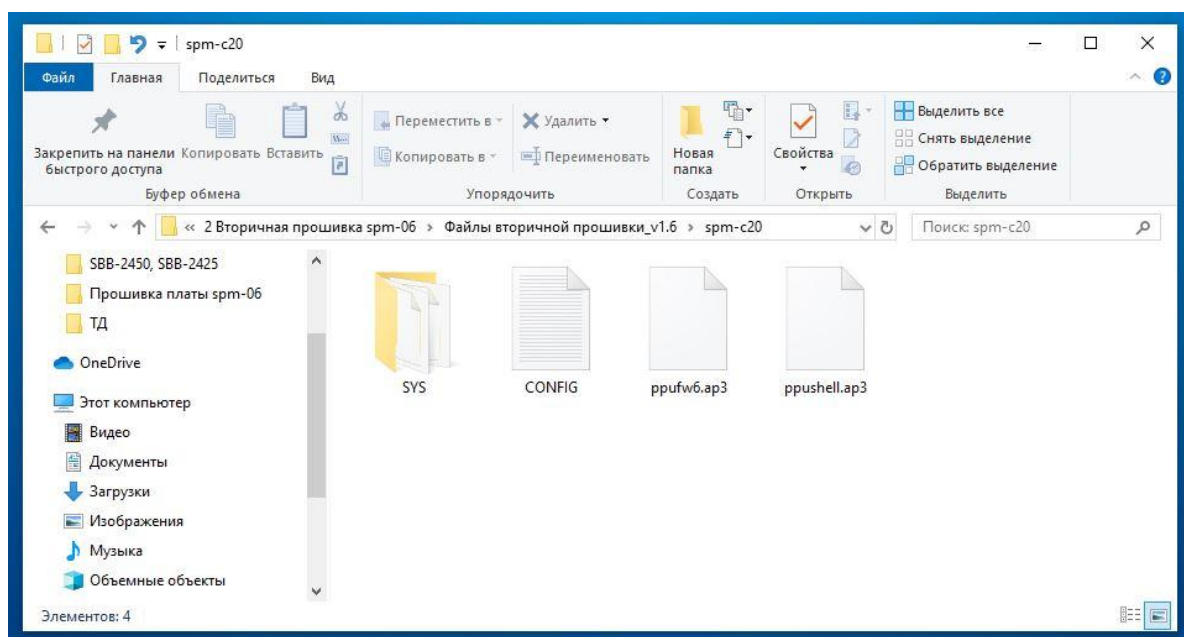 spm-c20
Файл Главная Поделиться Вид
Закрепить на панели быстрого доступа
Копировать
Вставить
Переместить в
Копировать в
Удалить
Переименовать
Новая папка
Свойства
Выделить все
Снять выделение
Обратить выделение
Буфер обмена Упорядочить Создать Открыть Выделить
« 2 Вторичная прошивка spm-06 › Файлы вторичной прошивки_v1.6 › spm-c20
Поиск: spm-c20
SBB-2450, SBB-2425
Прошивка платы spm-06
ТД
OneDrive
Этот компьютер
Видео
Документы
Загрузки
Изображения
Музыка
Объемные объекты
SYS CONFIG ppufw6.ap3 ppushell.ap3
Элементов: 4